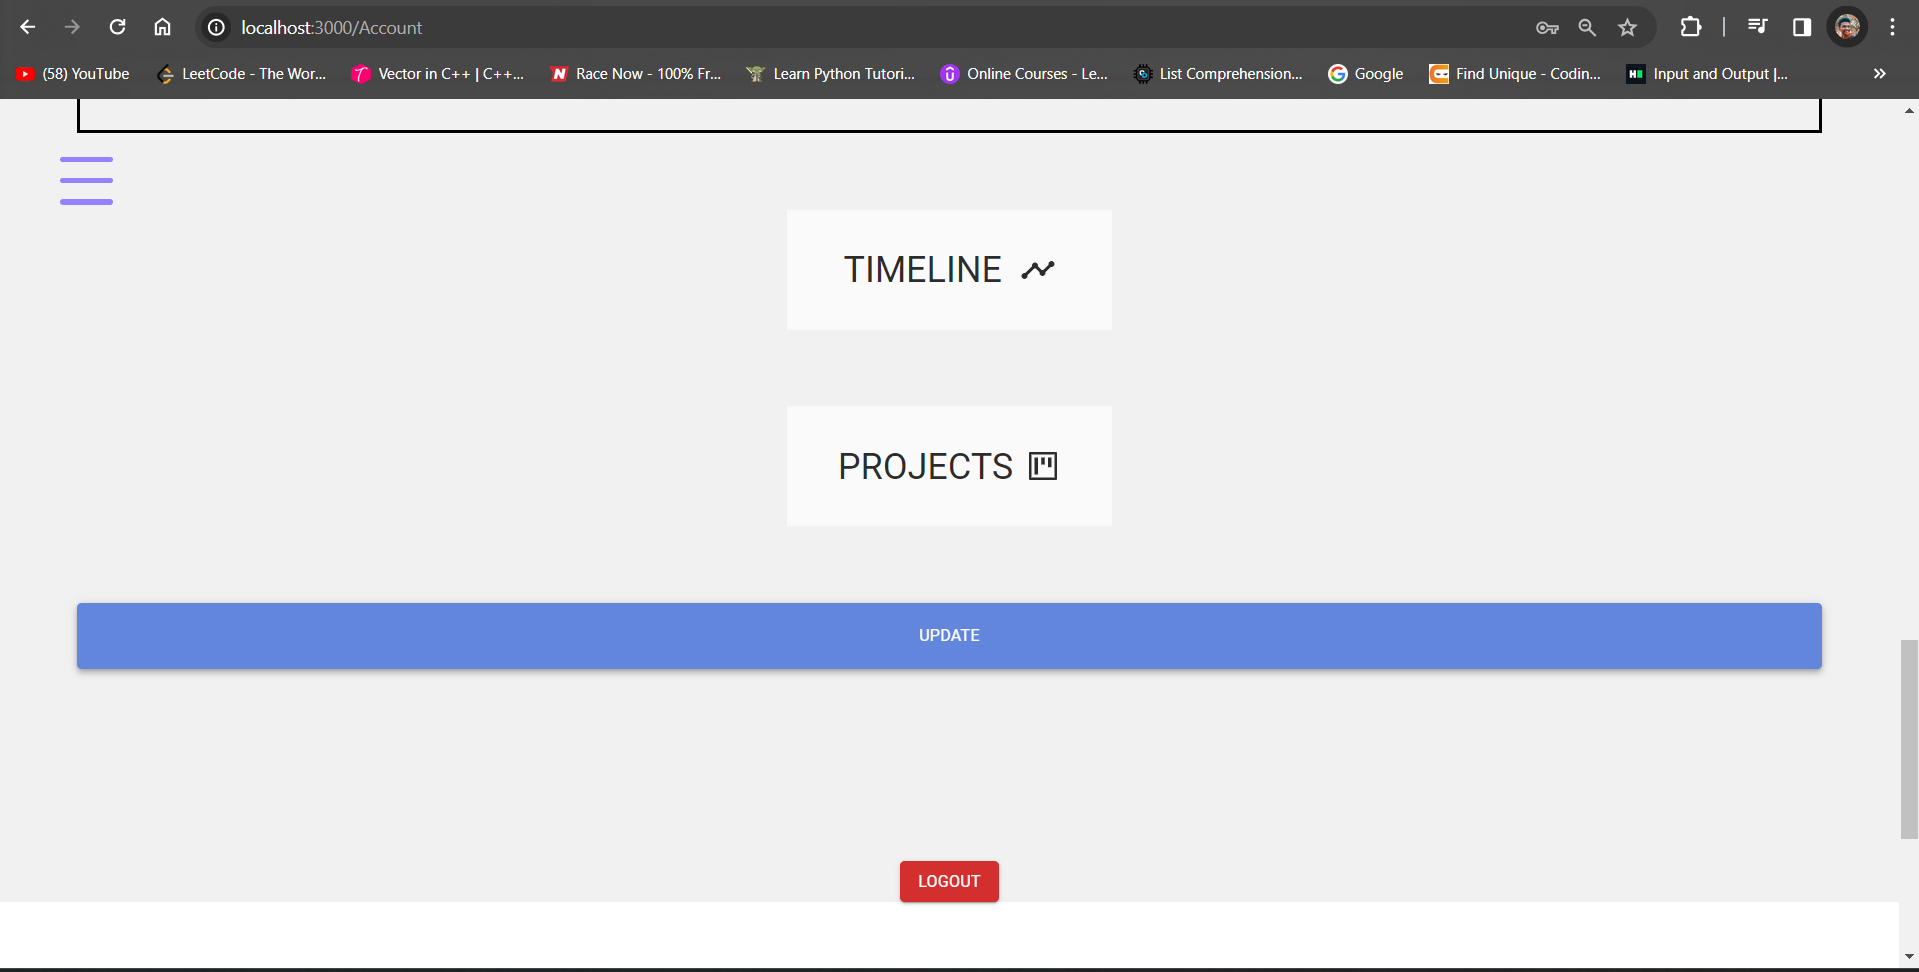 localhost:3000/Account
(58) YouTube LeetCode - The Wor... Vector in C++ | C++... Race Now - 100% Fr... Learn Python Tutori... Online Courses - Le... List Comprehension... Google Find Unique - Codin... Input and Output |...
TIMELINE
PROJECTS
UPDATE
LOGOUT